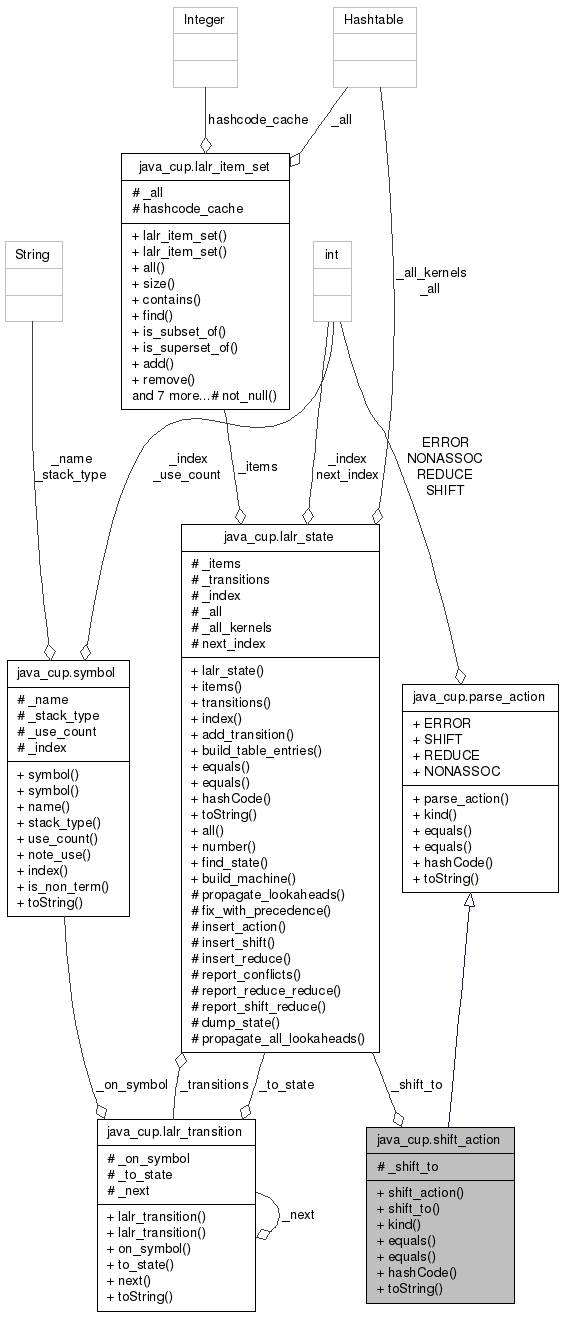 Integer
Hashtable
hashcode_cache
_all
java_cup.lalr_item_set
# _all
# hashcode_cache
+ lalr_item_set()
+ lalr_item_set()
+ all()
+ size()
+ contains()
+ find()
+ is_subset_of()
+ is_superset_of()
+ add()
+ remove()
and 7 more...# not_null()
String
int
_all_kernels
_all
_name
_stack_type
_index
_use_count
_items
_index
next_index
ERROR
NONASSOC
REDUCE
SHIFT
java_cup.lalr_state
# _items
# _transitions
# _index
# _all
# _all_kernels
# next_index
+ lalr_state()
+ items()
+ transitions()
+ index()
+ add_transition()
+ build_table_entries()
+ equals()
+ equals()
+ hashCode()
+ toString()
+ all()
+ number()
+ find_state()
+ build_machine()
# propagate_lookaheads()
# fix_with_precedence()
# insert_action()
# insert_shift()
# insert_reduce()
# report_conflicts()
# report_reduce_reduce()
# report_shift_reduce()
# dump_state()
# propagate_all_lookaheads()
java_cup.symbol
# _name
# _stack_type
# _use_count
# _index
+ symbol()
+ symbol()
+ name()
+ stack_type()
+ use_count()
+ note_use()
+ index()
+ is_non_term()
+ toString()
java_cup.parse_action
+ ERROR
+ SHIFT
+ REDUCE
+ NONASSOC
+ parse_action()
+ kind()
+ equals()
+ equals()
+ hashCode()
+ toString()
_on_symbol
_transitions
_to_state
_shift_to
java_cup.lalr_transition
# _on_symbol
# _to_state
# _next
+ lalr_transition()
+ lalr_transition()
+ on_symbol()
+ to_state()
+ next()
+ toString()
_next
java_cup.shift_action
# _shift_to
+ shift_action()
+ shift_to()
+ kind()
+ equals()
+ equals()
+ hashCode()
+ toString()